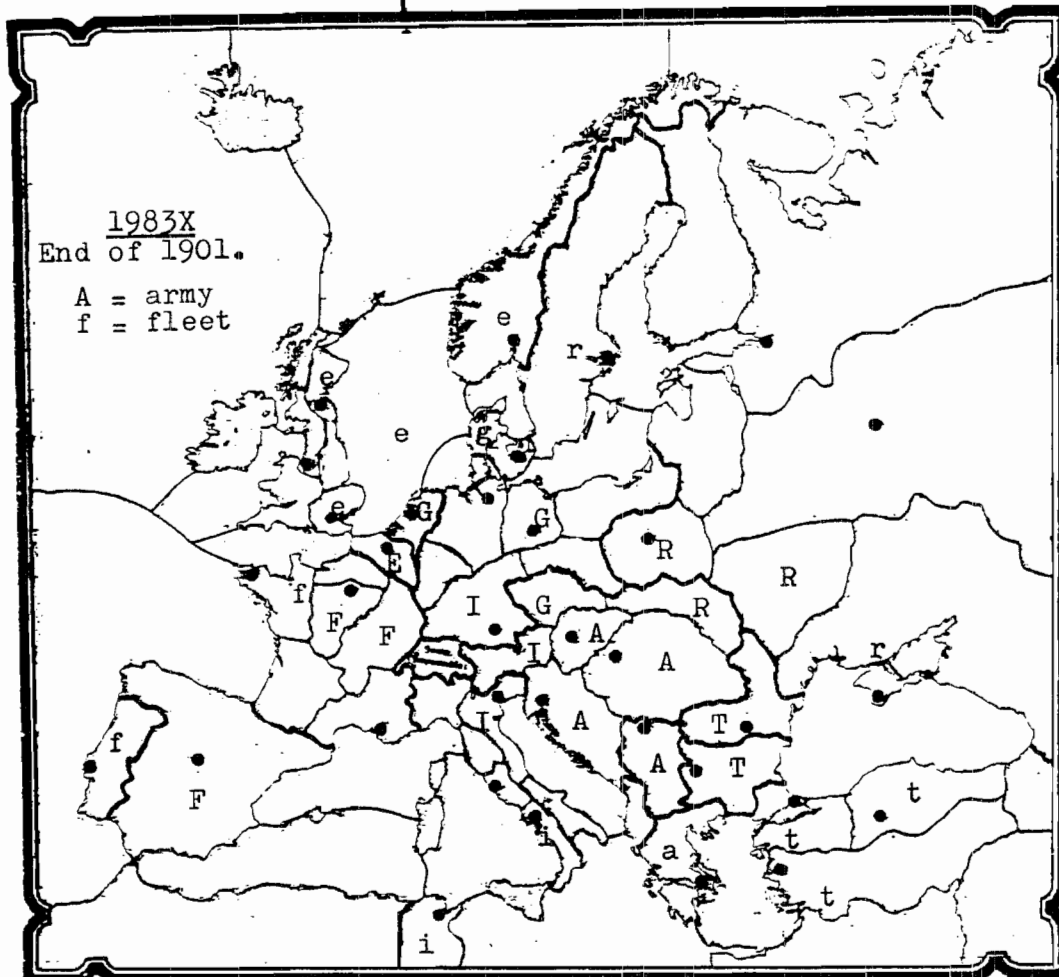 1983X
End of 1901.
A = army
f = fleet
e
r
e
e
g
e G G
R
E
f F F I G R R
I A A
r
I A T
f A T
F t
i a t
t
i